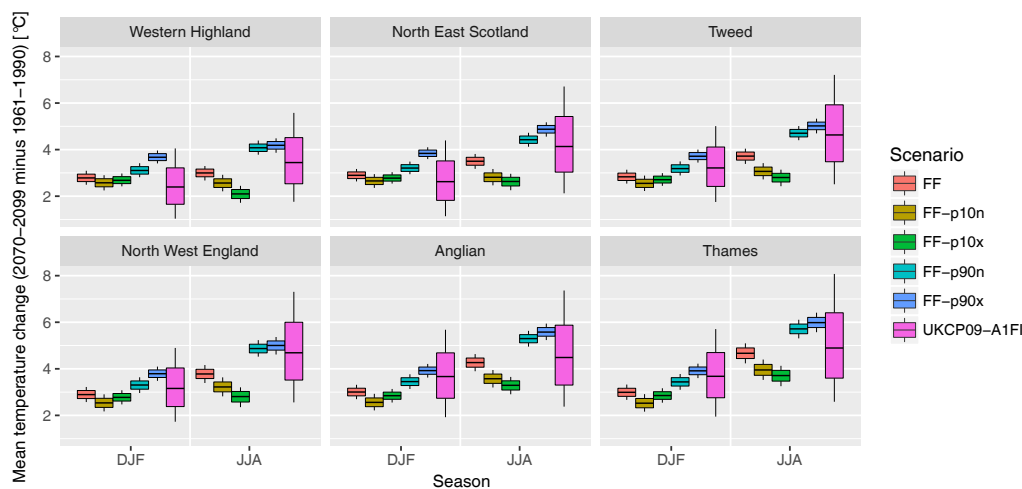 Mean temperature change (2070−2099 minus 1961−1990) [°C]
Western Highland
North East Scotland
Tweed
8
6
4
2
North West England
Anglian
Thames
8
6
4
2
DJF
JJA
DJF
JJA
DJF
JJA
Season
Scenario
FF
FF−p10n
FF−p10x
FF−p90n
FF−p90x
UKCP09−A1FI